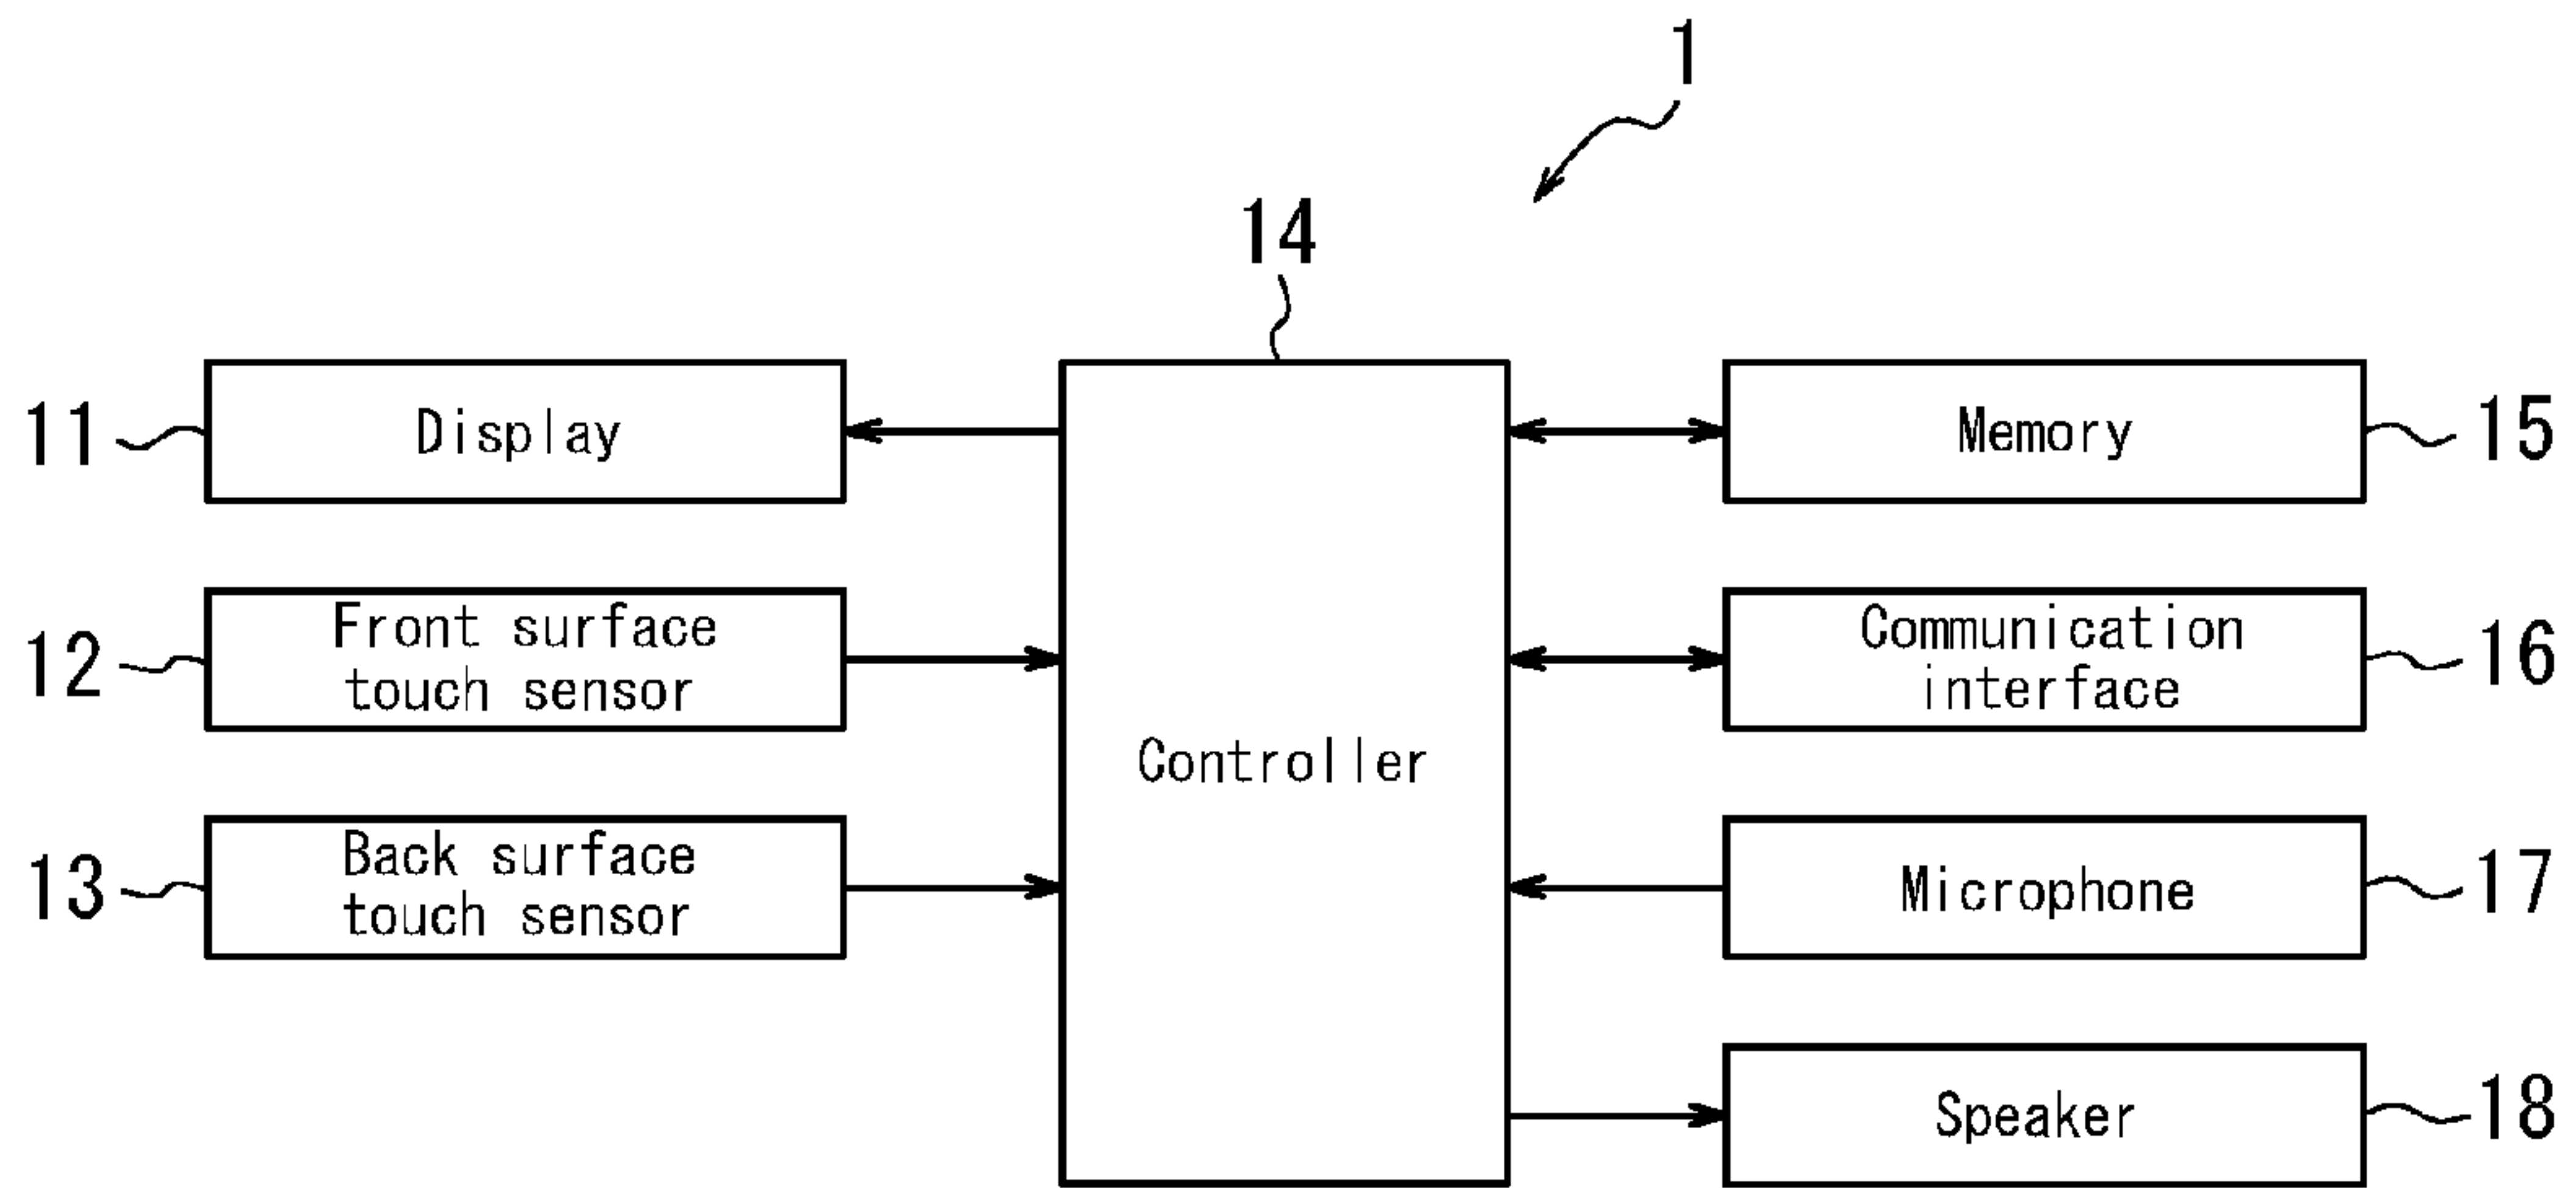 1
14
11
Display
Memory
15
12
Front surface
touch sensor
Communication
interface
16
Controller
13
Back surface
touch sensor
Microphone
17
Speaker
18